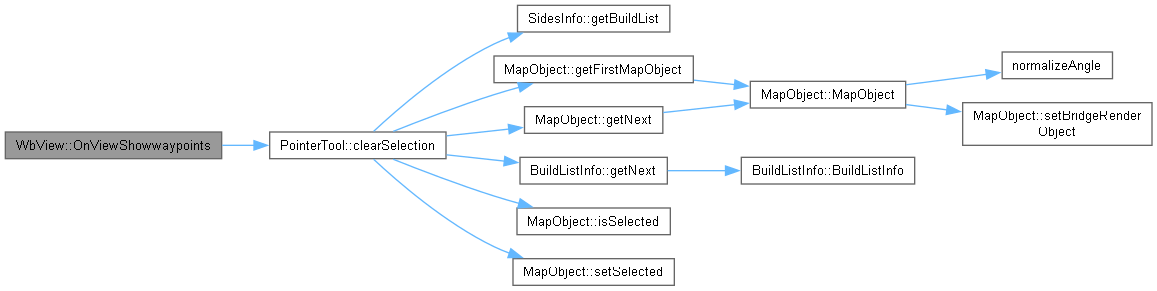 WbView::OnViewShowwaypoints
PointerTool::clearSelection
SidesInfo::getBuildList
MapObject::getFirstMapObject
MapObject::getNext
BuildListInfo::getNext
MapObject::isSelected
MapObject::setSelected
MapObject::MapObject
BuildListInfo::BuildListInfo
normalizeAngle
MapObject::setBridgeRender
Object